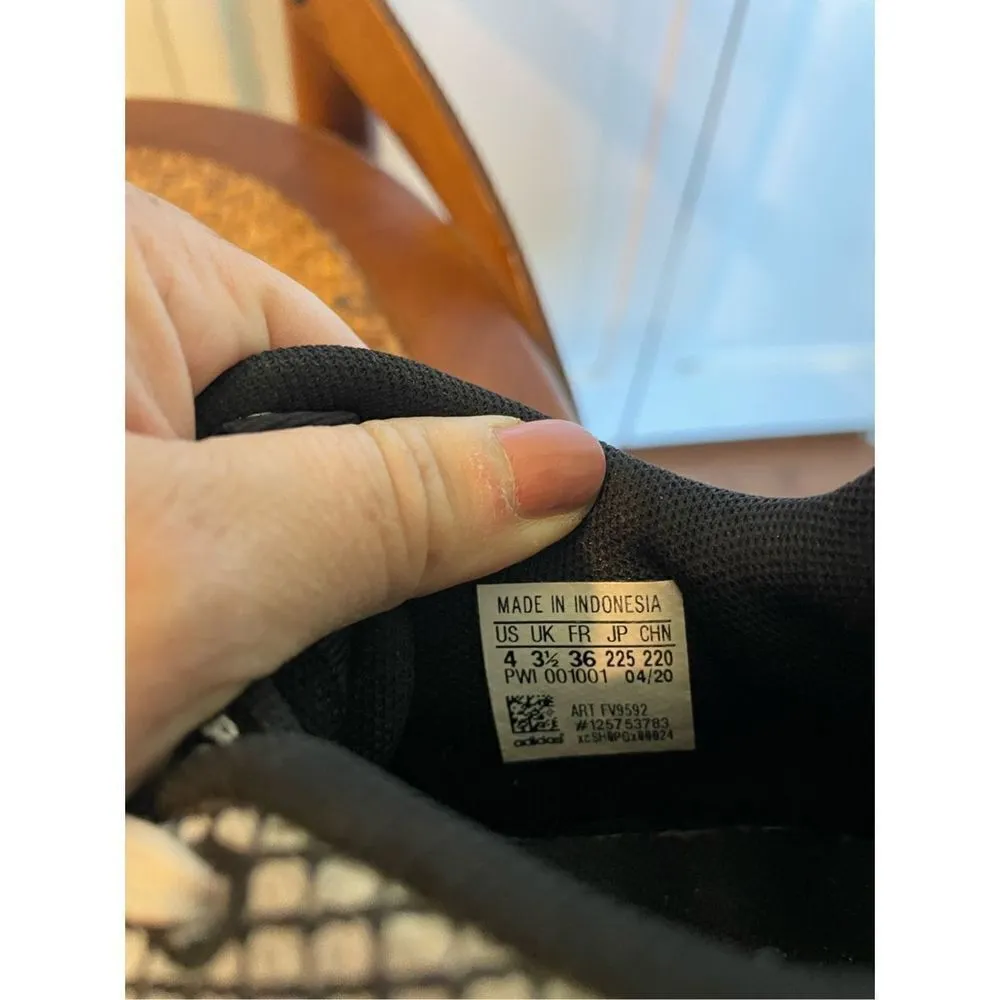 MADE IN INDONESIA
US UK FR JP CHN
4 3½ 36 225 220
PWI 001001 04/20
ART FV9592
#125753783
adidas